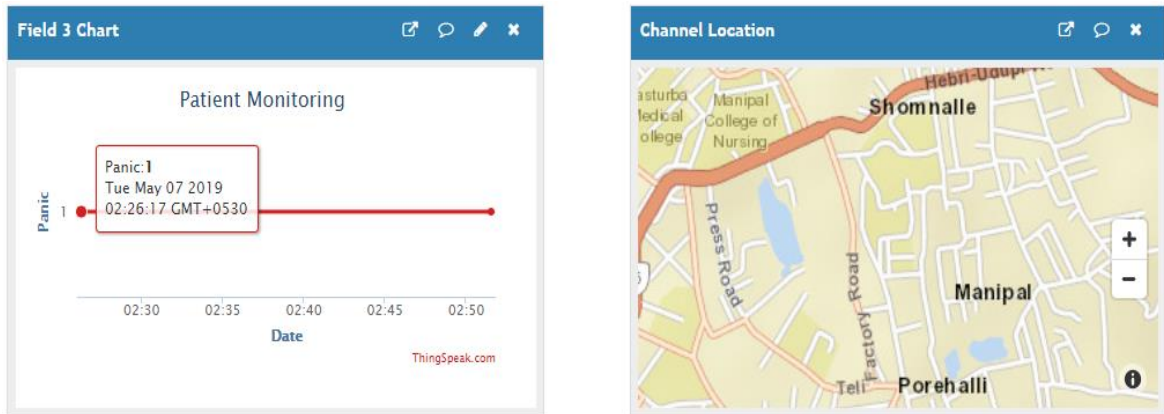 Field 3 Chart
Patient Monitoring
Panic:1
Tue May 07 2019
02:26:17 GMT+0530
Panic
1
02:30 02:35 02:40 02:45 02:50
Date
ThingSpeak.com
Channel Location
Hebri-Udupi
Shomnalle
asturba
Medical
ollege
Manipal
College of
Nursing
Press Road
Factory Road
+
−
Manipal
Teli
Porehalli